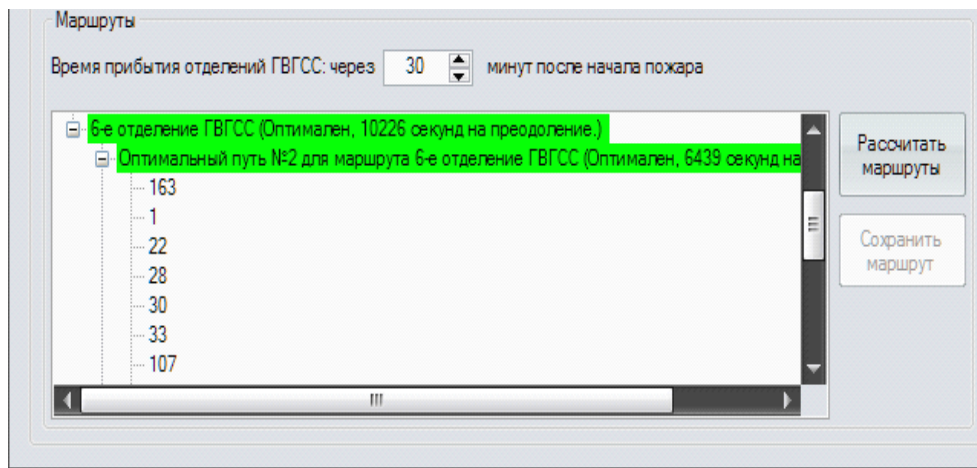 Маршруты
Время прибытия отделений ГВГСС: через 30 минут после начала пожара
6-е отделение ГВГСС (Оптимален, 10226 секунд на преодоление.)
Оптимальный путь №2 для маршрута 6-е отделение ГВГСС (Оптимален, 6439 секунд на
163
1
22
28
30
33
107
Рассчитать
маршруты
Сохранить
маршрут